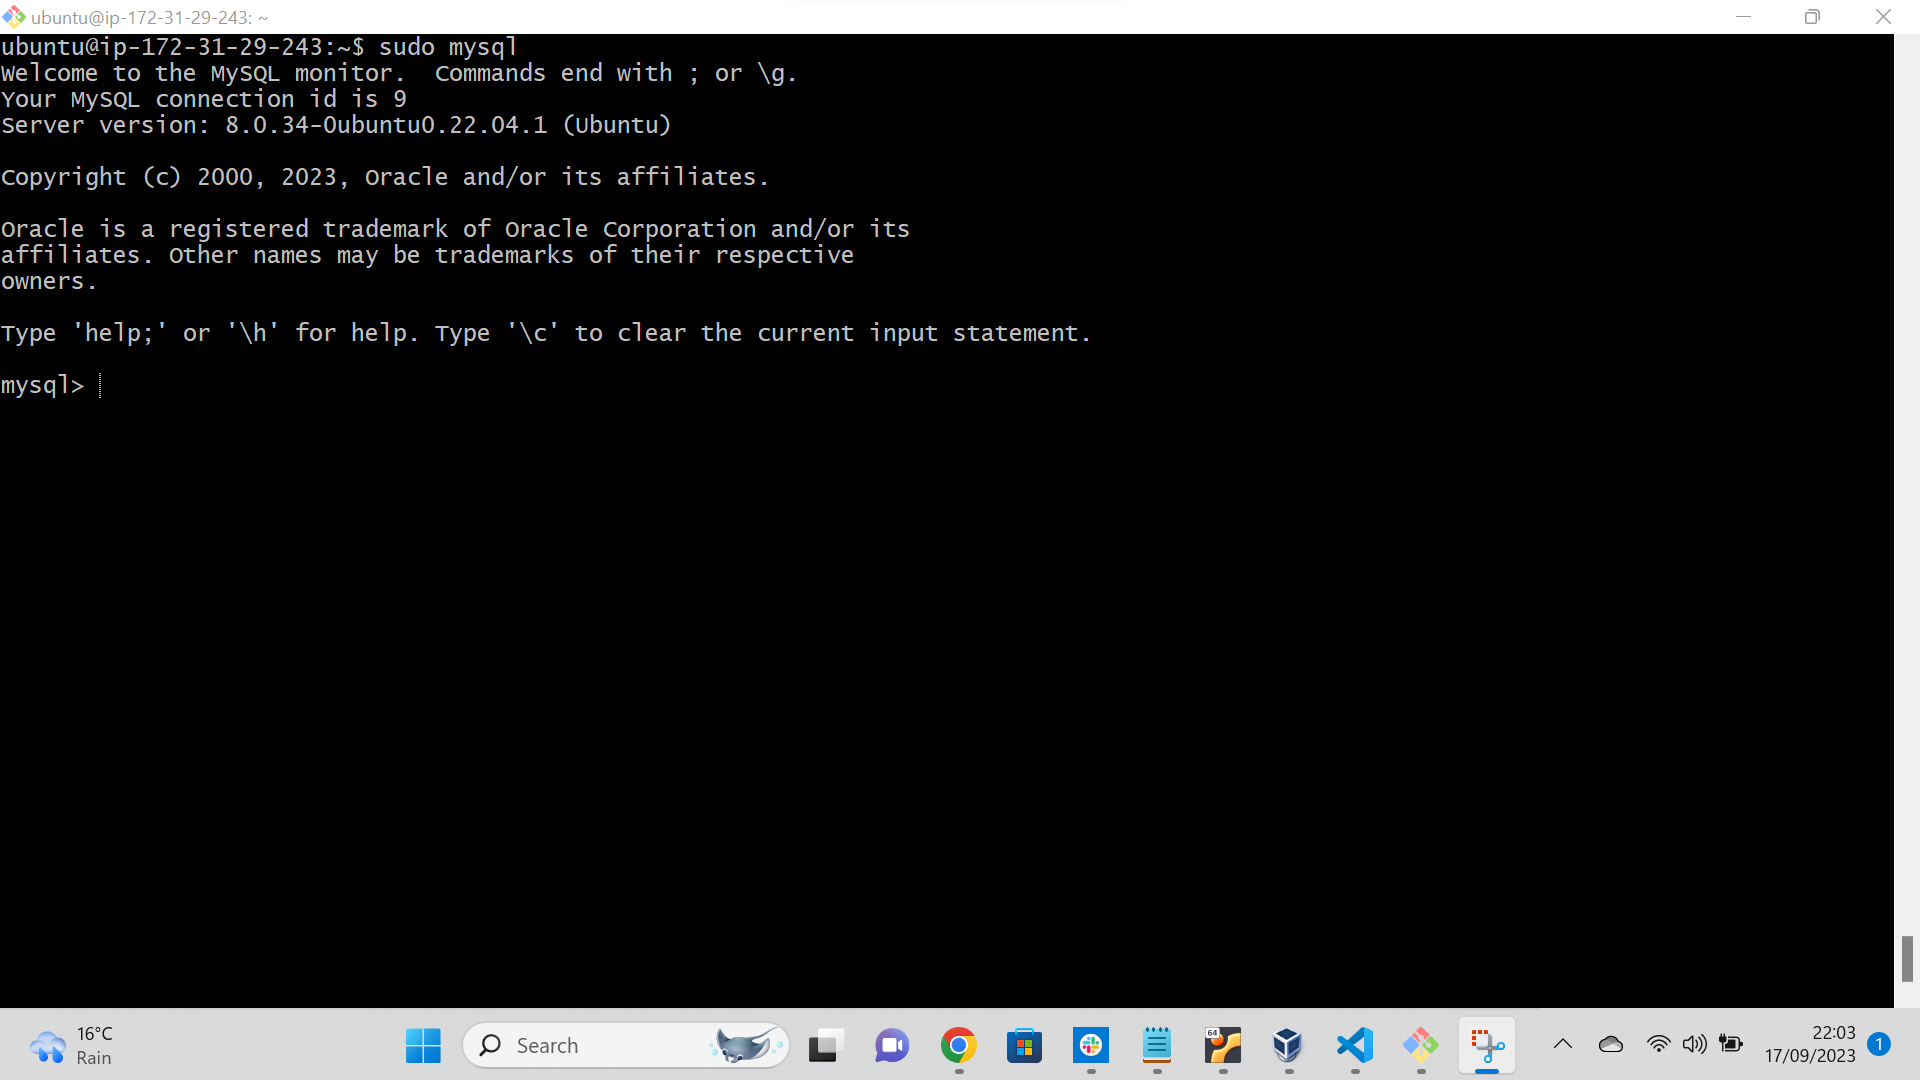 ubuntu@ip-172-31-29-243: ~
ubuntu@ip-172-31-29-243:~$ sudo mysql
Welcome to the MySQL monitor.  Commands end with ; or \g.
Your MySQL connection id is 9
Server version: 8.0.34-0ubuntu0.22.04.1 (Ubuntu)
Copyright (c) 2000, 2023, Oracle and/or its affiliates.
Oracle is a registered trademark of Oracle Corporation and/or its
affiliates. Other names may be trademarks of their respective
owners.
Type 'help;' or '\h' for help. Type '\c' to clear the current input statement.
mysql>
16°C
Rain
Search
64
22:03
17/09/2023
1